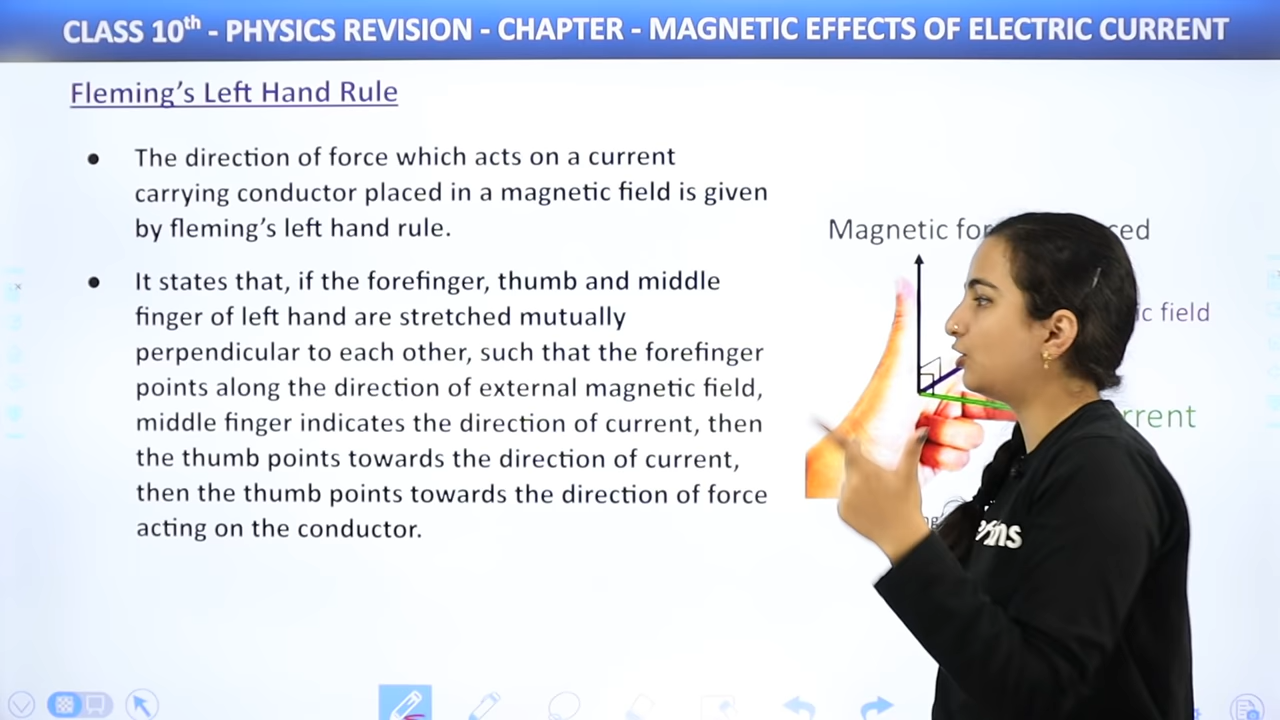 CLASS 10th - PHYSICS REVISION - CHAPTER - MAGNETIC EFFECTS OF ELECTRIC CURRENT
Fleming's Left Hand Rule
● The direction of force which acts on a current
carrying conductor placed in a magnetic field is given
by fleming's left hand rule.
● It states that, if the forefinger, thumb and middle
finger of left hand are stretched mutually
perpendicular to each other, such that the forefinger
points along the direction of external magnetic field,
middle finger indicates the direction of current, then
the thumb points towards the direction of current,
then the thumb points towards the direction of force
acting on the conductor.
Magnetic
field